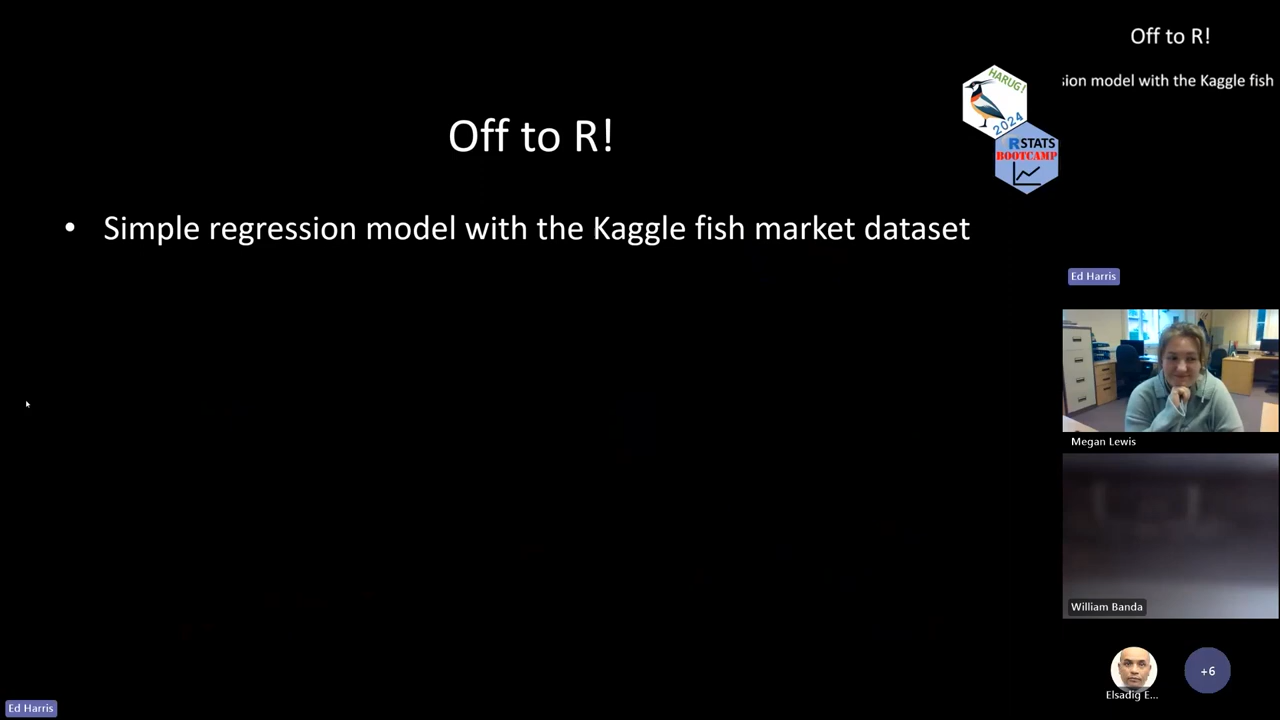 Off to R!
• Simple regression model with the Kaggle fish market dataset
HARUG!
2024
RSTATS
BOOTCAMP
Off to R!
sion model with the Kaggle fish
Ed Harris
Megan Lewis
William Banda
Elsadig E...
+6
Ed Harris